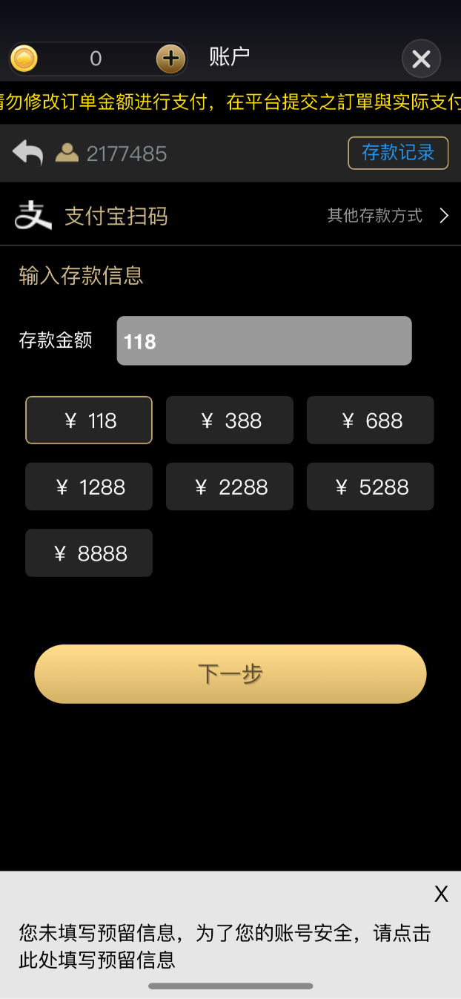 0
账户
请勿修改订单金额进行支付，在平台提交之訂單與实际支付
2177485
存款记录
支付宝扫码
其他存款方式
输入存款信息
存款金额
118
¥ 118
¥ 388
¥ 688
¥ 1288
¥ 2288
¥ 5288
¥ 8888
下一步
X
您未填写预留信息，为了您的账号安全，请点击
此处填写预留信息